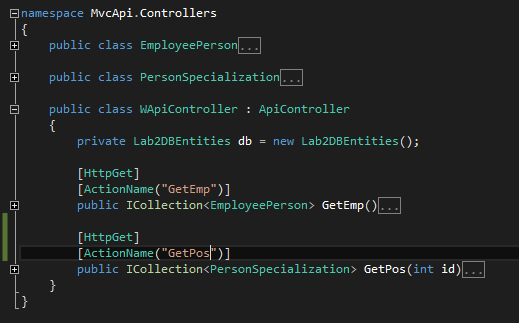 namespace MvcApi.Controllers
{
public class EmployeePerson...
public class PersonSpecialization...
public class WApiController : ApiController
{
private Lab2DBEntities db = new Lab2DBEntities();
[HttpGet]
[ActionName("GetEmp")]
public ICollection<EmployeePerson> GetEmp()...
[HttpGet]
[ActionName("GetPos")]
public ICollection<PersonSpecialization> GetPos(int id)...
}
}